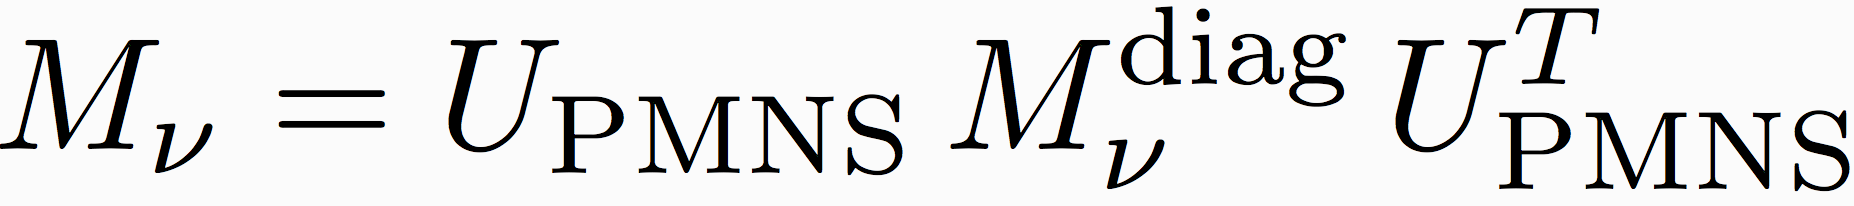 M_ν = U_PMNS M_ν^diag U_PMNS^T